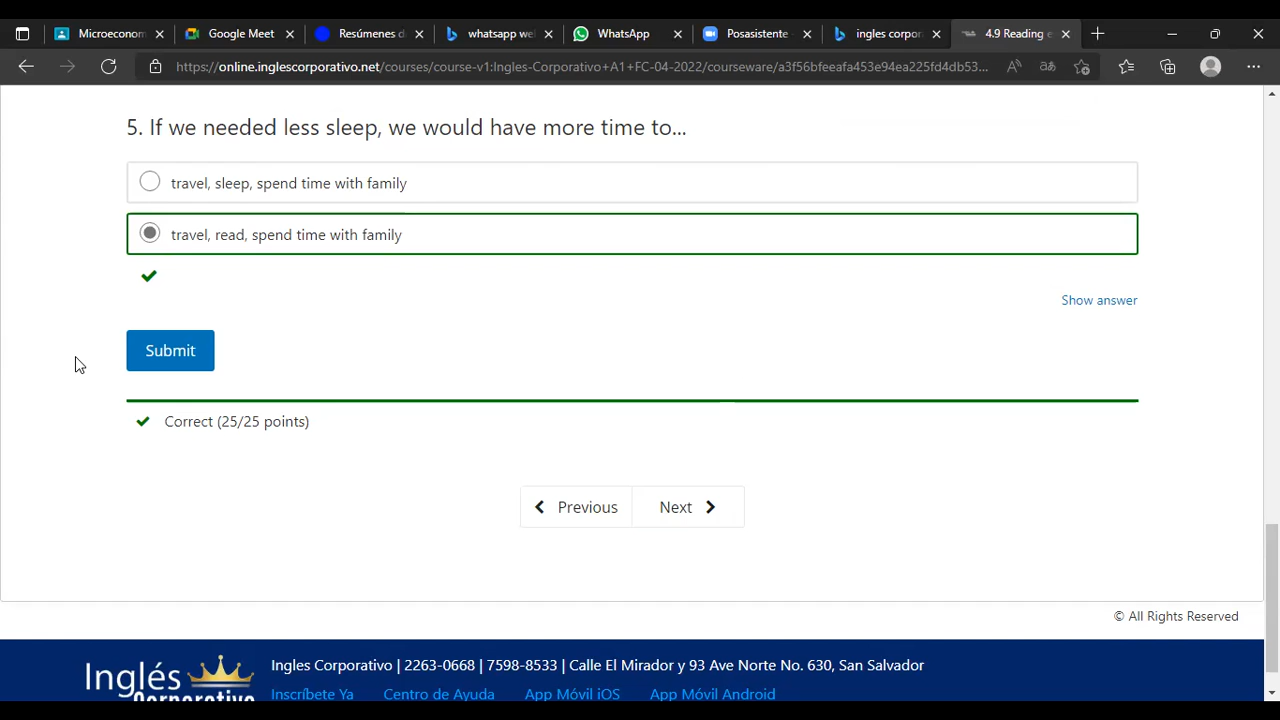 Microeconom
Google Meet
Resúmenes d
whatsapp we
WhatsApp
Posasistente
ingles corpor
4.9 Reading e
https://online.inglescorporativo.net/courses/course-v1:Ingles-Corporativo+A1+FC-04-2022/courseware/a3f56bfeeafa453e94ea225fd4db53...
5. If we needed less sleep, we would have more time to...
travel, sleep, spend time with family
travel, read, spend time with family
Show answer
Submit
Correct (25/25 points)
Previous
Next
© All Rights Reserved
Inglés
Corporativo
Ingles Corporativo | 2263-0668 | 7598-8533 | Calle El Mirador y 93 Ave Norte No. 630, San Salvador
Inscríbete Ya
Centro de Ayuda
App Móvil iOS
App Móvil Android